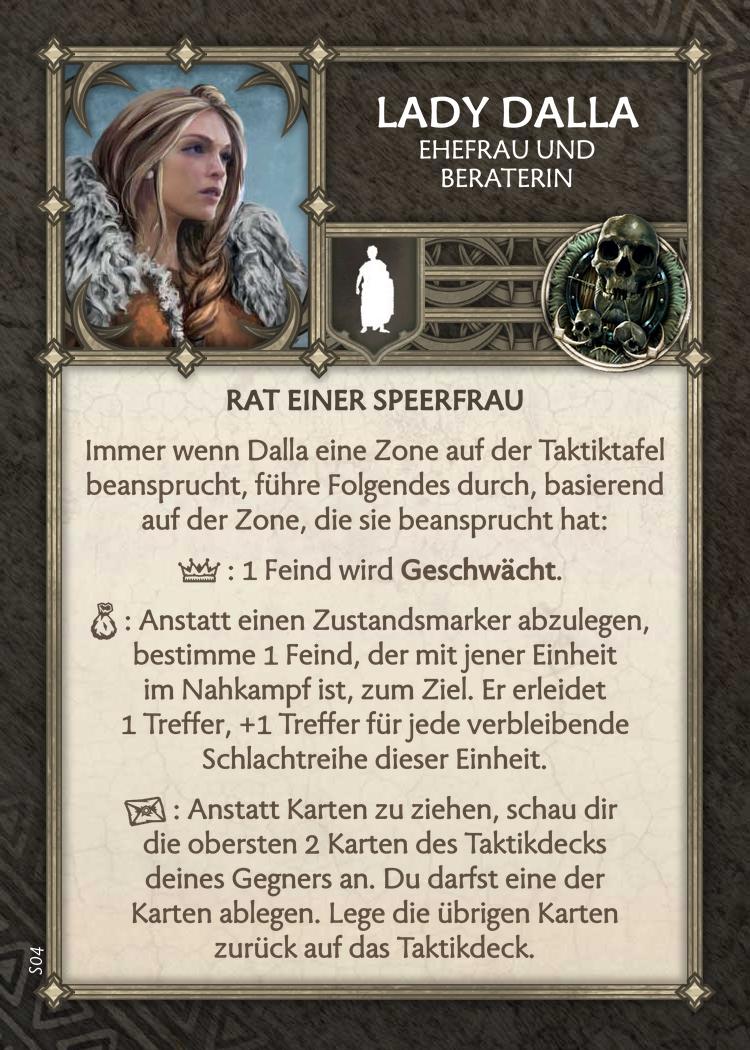 LADY DALLA
EHEFRAU UND
BERATERIN
RAT EINER SPEERFRAU
Immer wenn Dalla eine Zone auf der Taktiktafel
beansprucht, führe Folgendes durch, basierend
auf der Zone, die sie beansprucht hat:
: 1 Feind wird Geschwächt.
: Anstatt einen Zustandsmarker abzulegen,
bestimme 1 Feind, der mit jener Einheit
im Nahkampf ist, zum Ziel. Er erleidet
1 Treffer, +1 Treffer für jede verbleibende
Schlachtreihe dieser Einheit.
: Anstatt Karten zu ziehen, schau dir
die obersten 2 Karten des Taktikdecks
deines Gegners an. Du darfst eine der
Karten ablegen. Lege die übrigen Karten
zurück auf das Taktikdeck.
S04